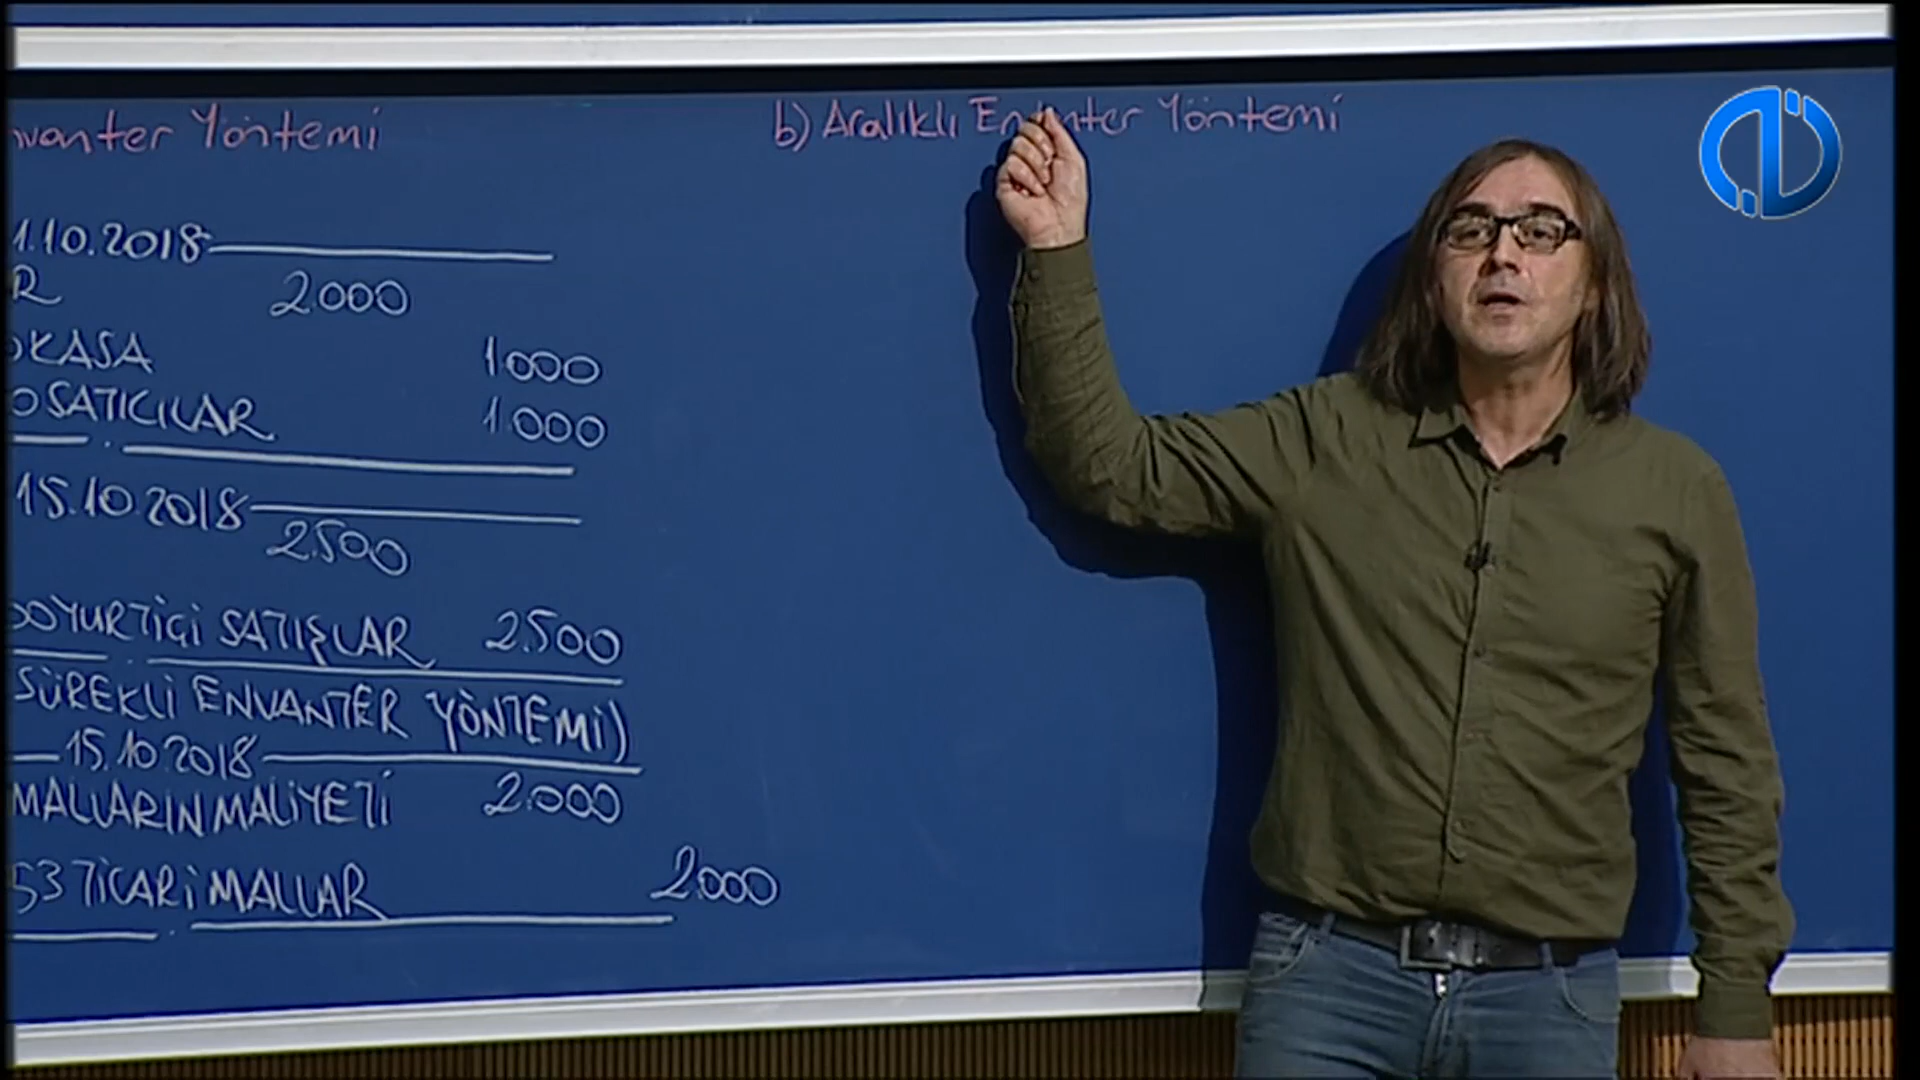 nvanter Yöntemi
1.10.2018
R 2.000
KASA 1.000
0 SATICILAR 1.000
15.10.2018
2.500
0 YURTİÇİ SATIŞLAR 2.500
SÜREKLİ ENVANTER YÖNTEMİ)
15.10.2018
MALLARIN MALİYETİ 2.000
53 TİCARİ MALLAR 2.000
b) Aralıklı Yöntemi